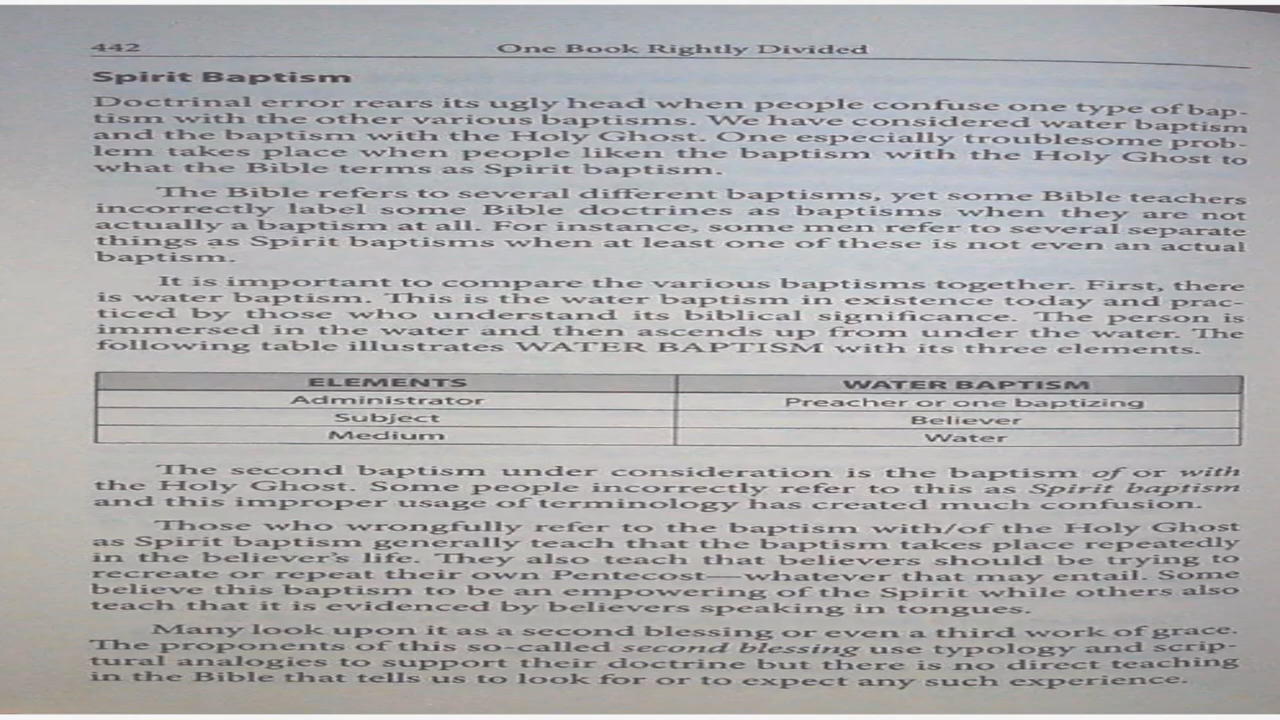 442 One Book Rightly Divided
Spirit Baptism
Doctrinal error rears its ugly head when people confuse one type of bap-
tism with the other various baptisms. We have considered water baptism
and the baptism with the Holy Ghost. One especially troublesome prob-
lem takes place when people liken the baptism with the Holy Ghost to
what the Bible terms as Spirit baptism.
The Bible refers to several different baptisms, yet some Bible teachers
incorrectly label some Bible doctrines as baptisms when they are not
actually a baptism at all. For instance, some men refer to several separate
things as Spirit baptisms when at least one of these is not even an actual
baptism.
It is important to compare the various baptisms together. First, there
is water baptism. This is the water baptism in existence today and prac-
ticed by those who understand its biblical significance. The person is
immersed in the water and then ascends up from under the water. The
following table illustrates WATER BAPTISM with its three elements.
ELEMENTS WATER BAPTISM
Administrator Preacher or one baptizing
Subject Believer
Medium Water
The second baptism under consideration is the baptism of or with
the Holy Ghost. Some people incorrectly refer to this as Spirit baptism
and this improper usage of terminology has created much confusion.
Those who wrongfully refer to the baptism with/of the Holy Ghost
as Spirit baptism generally teach that the baptism takes place repeatedly
in the believer's life. They also teach that believers should be trying to
recreate or repeat their own Pentecost—whatever that may entail. Some
believe this baptism to be an empowering of the Spirit while others also
teach that it is evidenced by believers speaking in tongues.
Many look upon it as a second blessing or even a third work of grace.
The proponents of this so-called second blessing use typology and scrip-
tural analogies to support their doctrine but there is no direct teaching
in the Bible that tells us to look for or to expect any such experience.